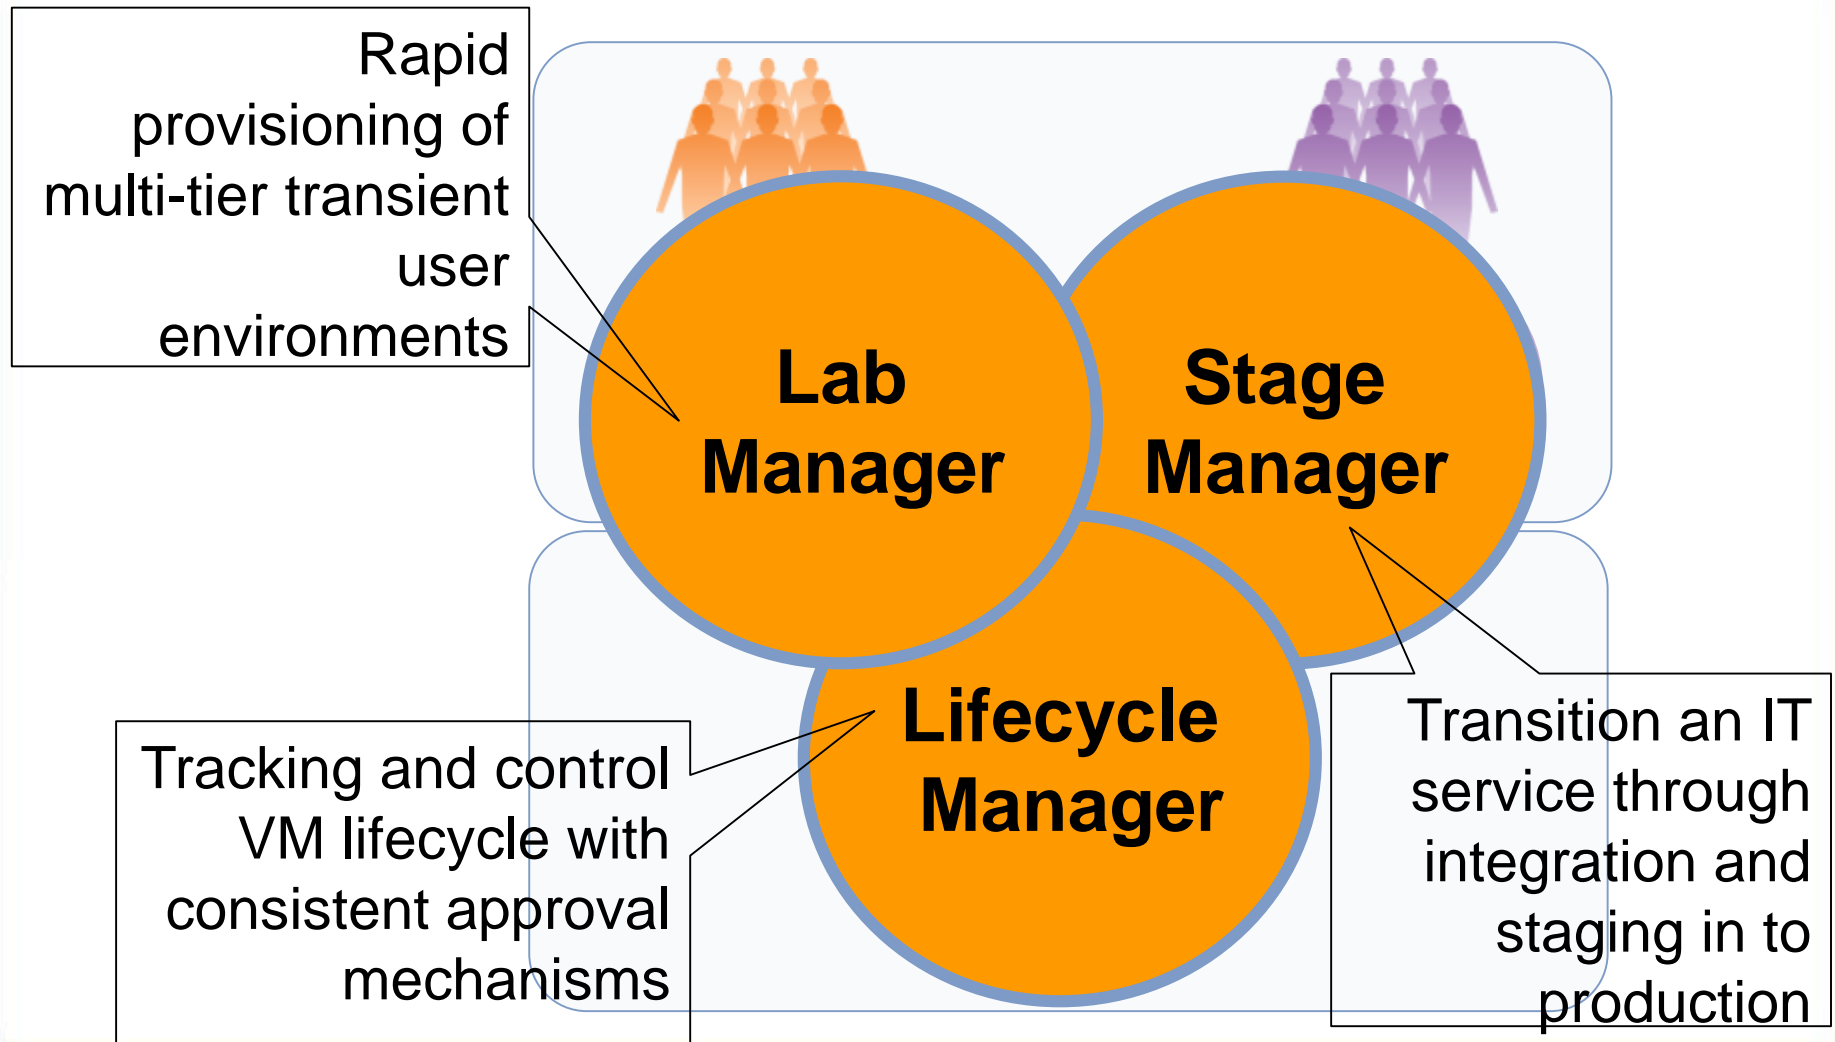 Rapid
provisioning of
multi-tier transient
user
environments
Lab
Manager
Stage
Manager
Lifecycle
Manager
Tracking and control
VM lifecycle with
consistent approval
mechanisms
Transition an IT
service through
integration and
staging in to
production